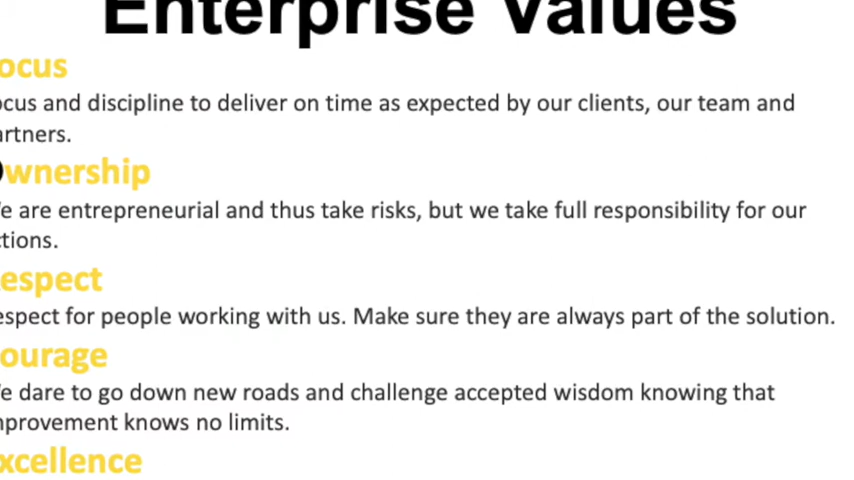 Enterprise Values
ocus
ocus and discipline to deliver on time as expected by our clients, our team and
artners.
Ownership
e are entrepreneurial and thus take risks, but we take full responsibility for our
ctions.
espect
espect for people working with us. Make sure they are always part of the solution.
ourage
e dare to go down new roads and challenge accepted wisdom knowing that
mprovement knows no limits.
xcellence